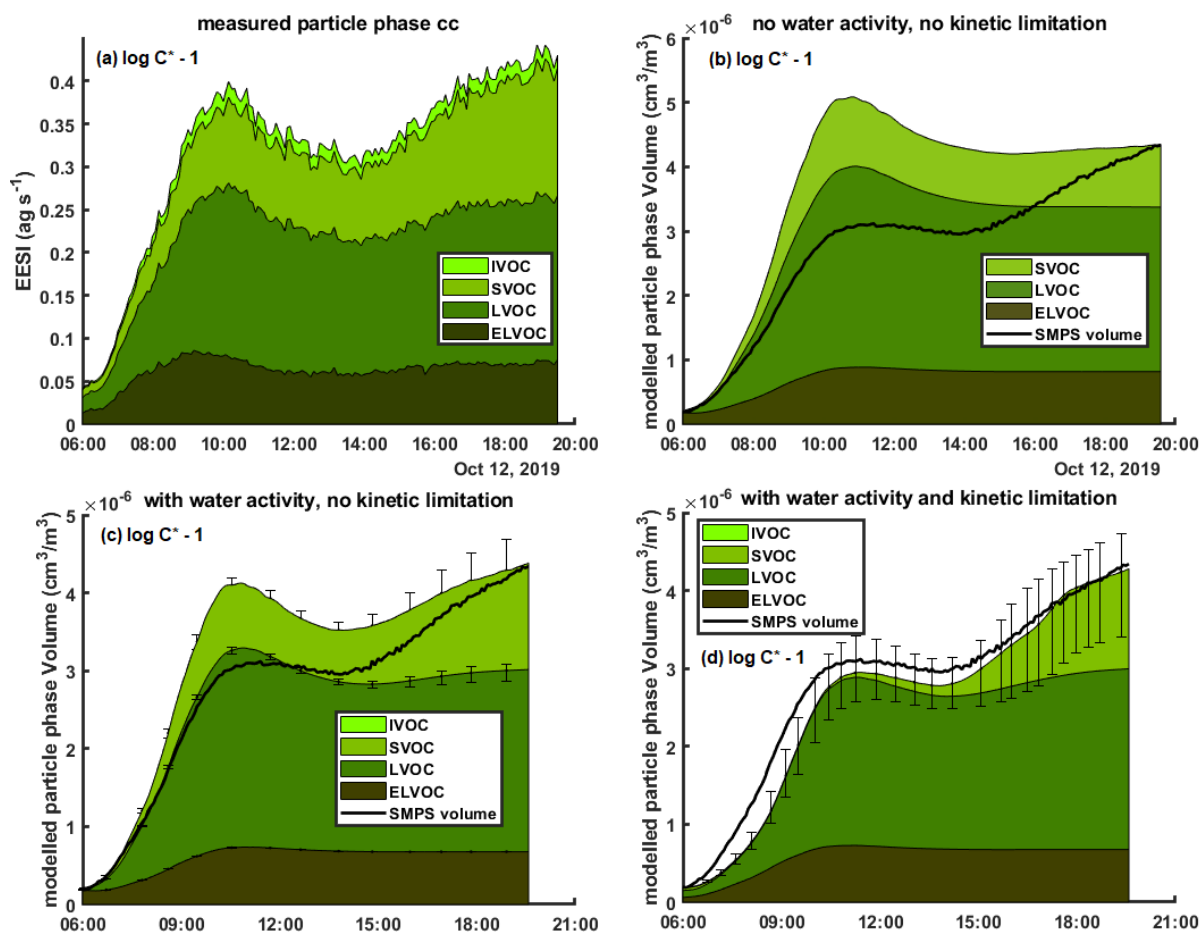 measured particle phase cc
(a) log C* - 1
EESI (ag s⁻¹)
0.4
0.35
0.3
0.25
0.2
0.15
0.1
0.05
0
IVOC
SVOC
LVOC
ELVOC
06:00 08:00 10:00 12:00 14:00 16:00 18:00 20:00
Oct 12, 2019
no water activity, no kinetic limitation
×10⁻⁶
(b) log C* - 1
modelled particle phase Volume (cm³/m³)
6
5
4
3
2
1
0
SVOC
LVOC
ELVOC
SMPS volume
06:00 08:00 10:00 12:00 14:00 16:00 18:00 20:00
Oct 12, 2019
with water activity, no kinetic limitation
×10⁻⁶
(c) log C* - 1
modelled particle phase Volume (cm³/m³)
5
4
3
2
1
0
IVOC
SVOC
LVOC
ELVOC
SMPS volume
06:00 09:00 12:00 15:00 18:00 21:00
with water activity and kinetic limitation
×10⁻⁶
IVOC
SVOC
LVOC
ELVOC
SMPS volume
(d) log C* - 1
modelled particle phase Volume (cm³/m³)
5
4
3
2
1
0
06:00 09:00 12:00 15:00 18:00 21:00